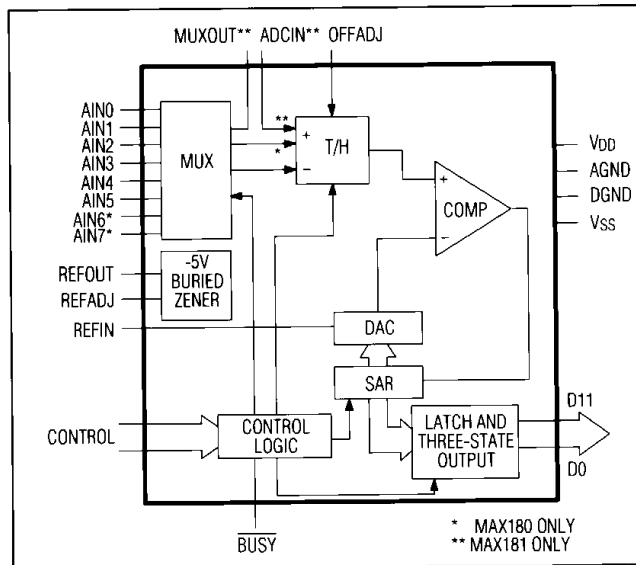 MUXOUT** ADCIN** OFFADJ
AIN0
AIN1
AIN2
AIN3
AIN4
AIN5
AIN6*
AIN7*
MUX
**
+
*
−
T/H
+
−
COMP
VDD
AGND
DGND
VSS
REFOUT
REFADJ
REFIN
-5V
BURIED
ZENER
DAC
SAR
CONTROL
CONTROL
LOGIC
LATCH AND
THREE-STATE
OUTPUT
D11
D0
BUSY
* MAX180 ONLY
** MAX181 ONLY